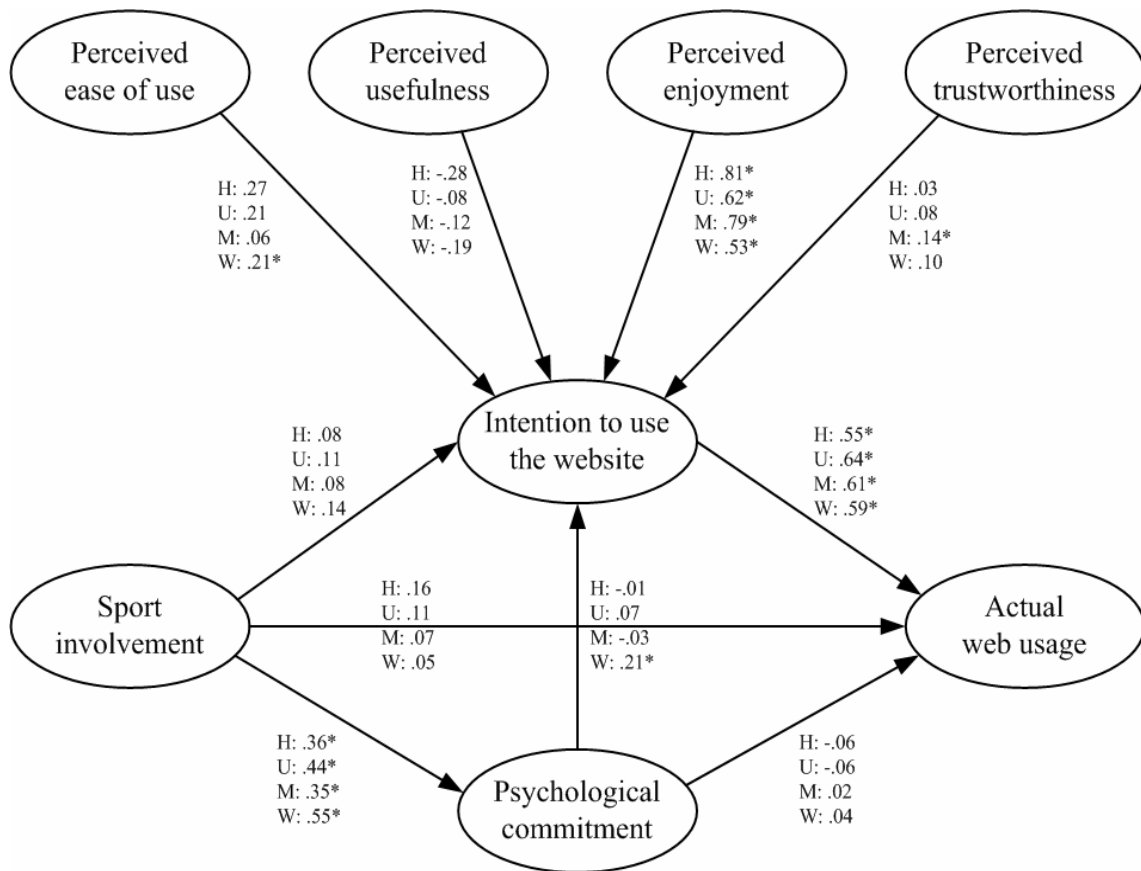 Perceived
ease of use
Perceived
usefulness
Perceived
enjoyment
Perceived
trustworthiness
H: .27
U: .21
M: .06
W: .21*
H: -.28
U: -.08
M: -.12
W: -.19
H: .81*
U: .62*
M: .79*
W: .53*
H: .03
U: .08
M: .14*
W: .10
Intention to use
the website
H: .08
U: .11
M: .08
W: .14
H: .55*
U: .64*
M: .61*
W: .59*
Sport
involvement
H: .16
U: .11
M: .07
W: .05
H: -.01
U: .07
M: -.03
W: .21*
Actual
web usage
H: .36*
U: .44*
M: .35*
W: .55*
Psychological
commitment
H: -.06
U: -.06
M: .02
W: .04